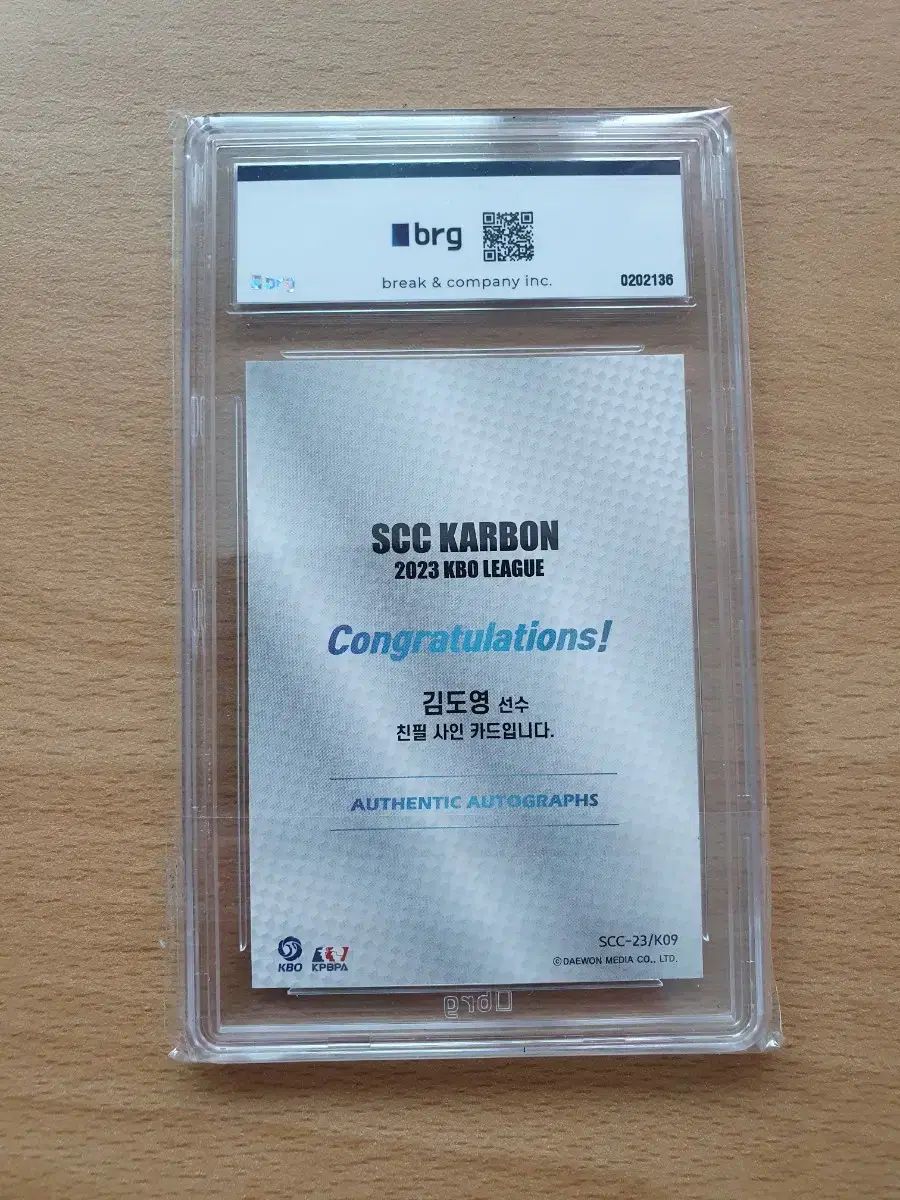 brg
brg
break & company inc.
0202136
SCC KARBON
2023 KBO LEAGUE
Congratulations!
김도영 선수
친필 사인 카드입니다.
AUTHENTIC AUTOGRAPHS
KBO
KPBPA
SCC-23/K09
©DAEWON MEDIA CO., LTD.
brg